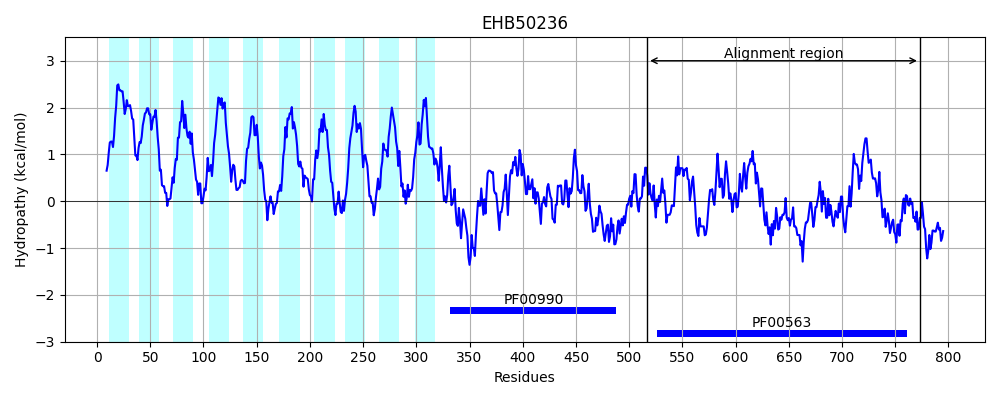 EHB50236
Hydropathy (kcal/mol)
3
2
1
0
−1
−2
−3
Alignment region
PF00990
PF00563
0 50 100 150 200 250 300 350 400 450 500 550 600 650 700 750 800
Residues